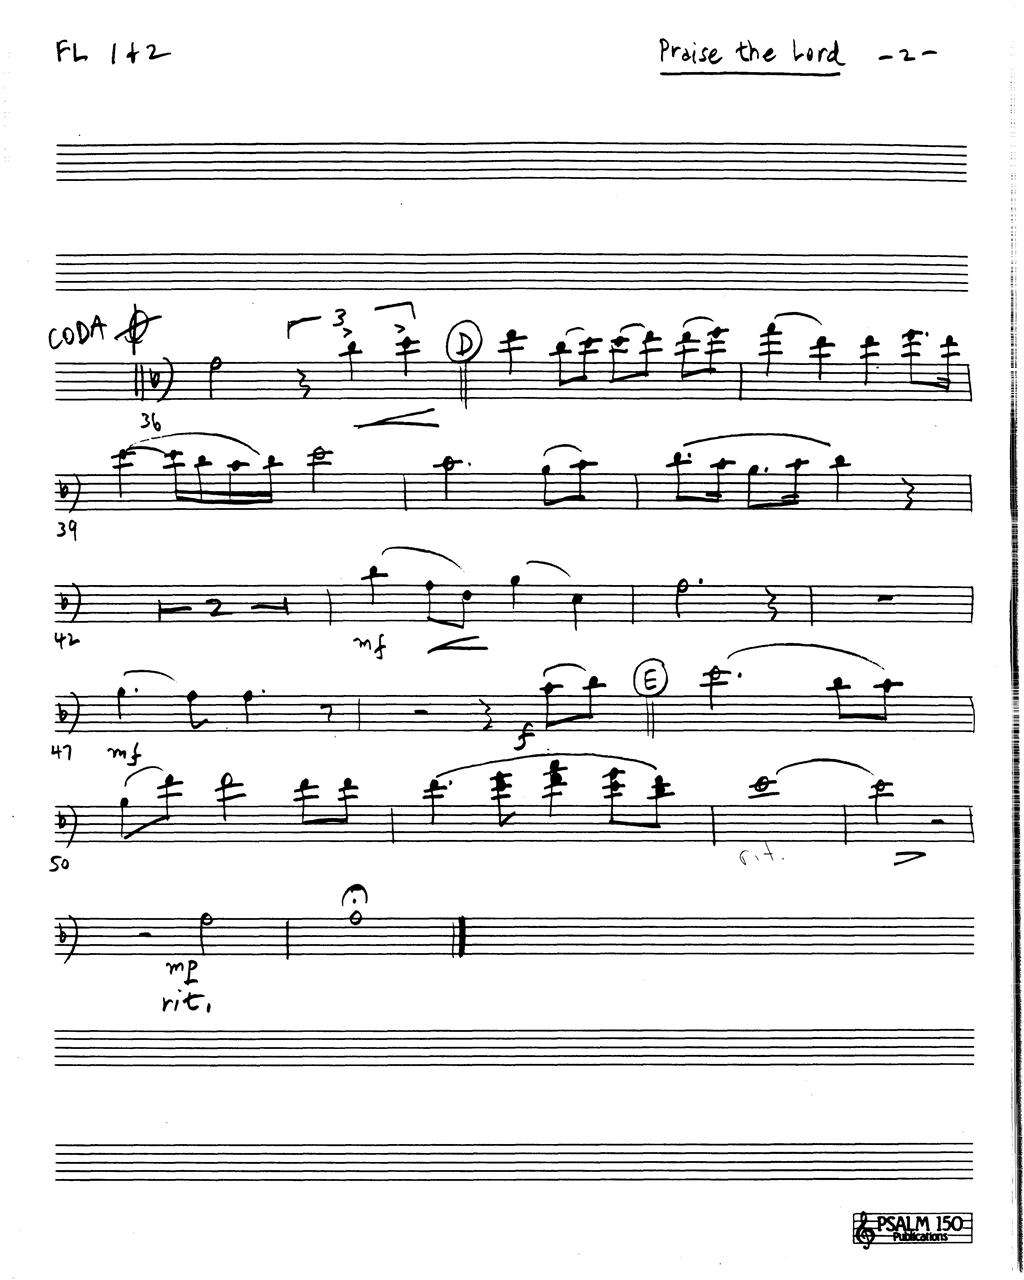 FL 1+2 Praise the Lord -2-
CODA 3 D
36
39
2
42 mf
E
47 mf f
50 rit.
mp
rit.
PSALM 150
Publications